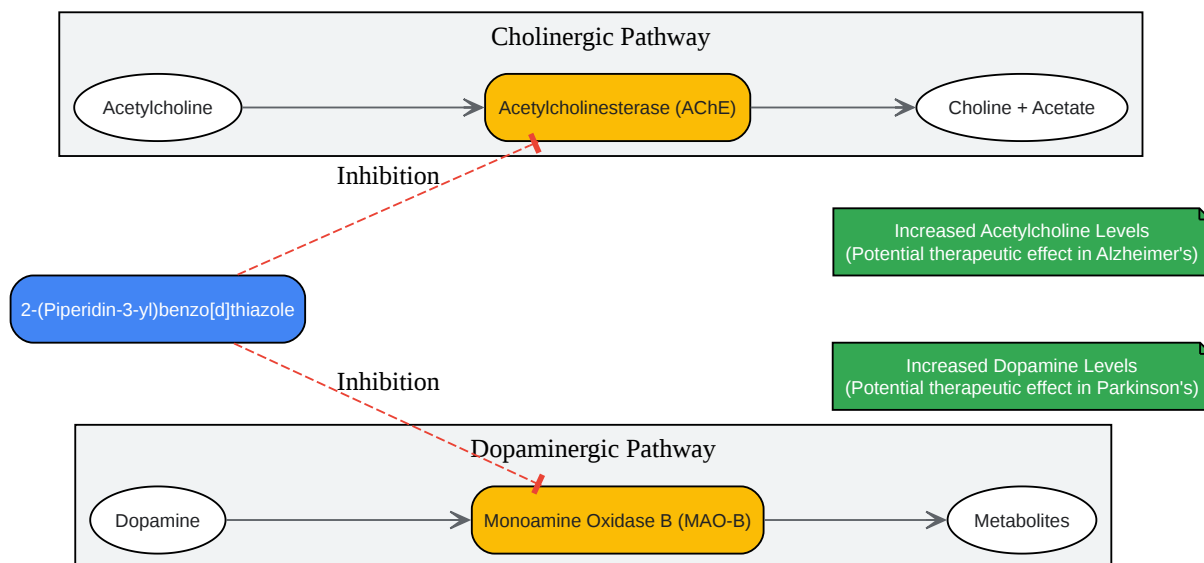 Cholinergic Pathway
Acetylcholine
Acetylcholinesterase (AChE)
Choline + Acetate
Inhibition
Increased Acetylcholine Levels
(Potential therapeutic effect in Alzheimer's)
2-(Piperidin-3-yl)benzo[d]thiazole
Increased Dopamine Levels
(Potential therapeutic effect in Parkinson's)
Inhibition
Dopaminergic Pathway
Dopamine
Monoamine Oxidase B (MAO-B)
Metabolites